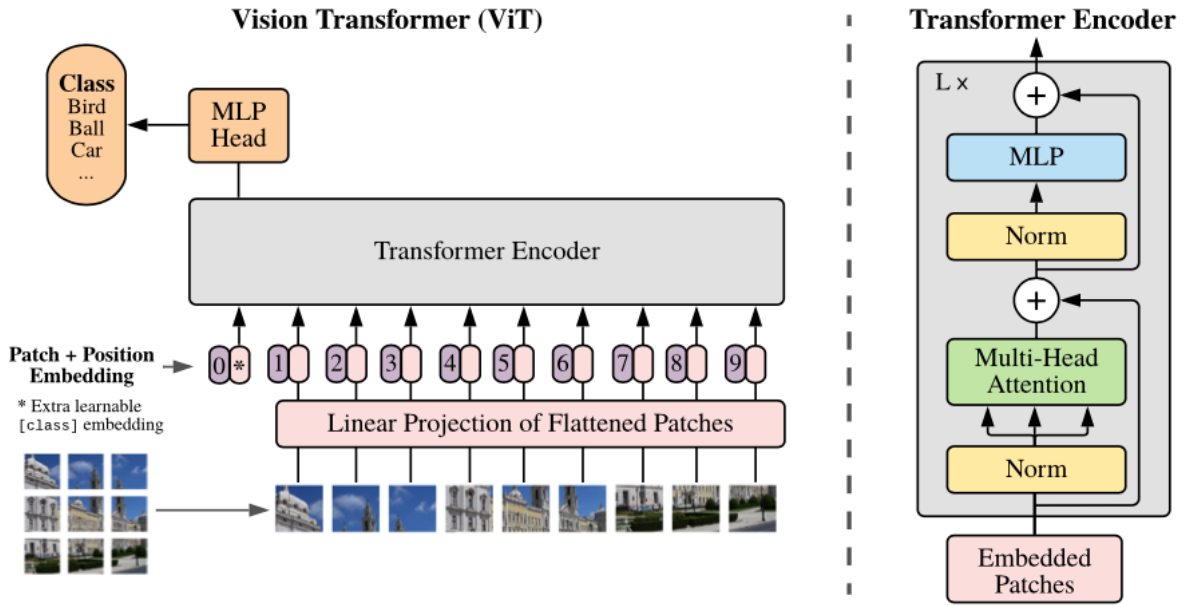 Vision Transformer (ViT)
Class
Bird
Ball
Car
...
MLP
Head
Transformer Encoder
Patch + Position
Embedding
0 * 1 2 3 4 5 6 7 8 9
* Extra learnable
[class] embedding
Linear Projection of Flattened Patches
Transformer Encoder
L x
+
MLP
Norm
+
Multi-Head
Attention
Norm
Embedded
Patches